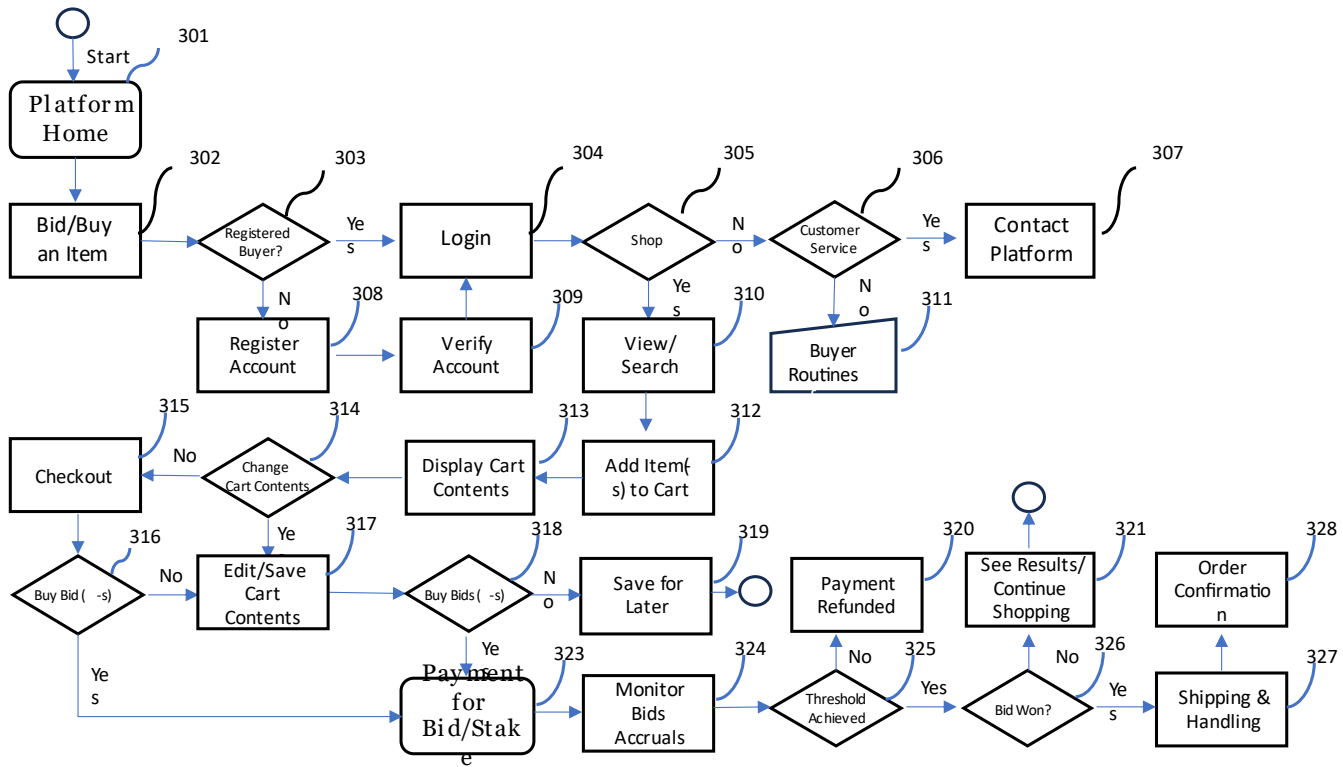 301
Start
Platform
Home
302
303
304
305
306
307
Bid/Buy
an Item
Registered
Buyer?
Ye
s
Login
Shop
N
o
Customer
Service
Ye
s
Contact
Platform
N
o
308
309
Ye
s
310
N
o
311
Register
Account
Verify
Account
View/
Search
Buyer
Routines
315
314
313
312
Checkout
No
Change
Cart Contents
Display Cart
Contents
Add Item(-
s) to Cart
316
Ye
317
318
319
320
321
328
Buy Bid ( -s)
No
Edit/Save
Cart
Contents
Buy Bids ( -s)
N
o
Save for
Later
Payment
Refunded
See Results/
Continue
Shopping
Order
Confirmatio
n
Ye
s
Ye
s
323
324
No
325
No
326
327
Payment
for
Bid/Stak
e
Monitor
Bids
Accruals
Threshold
Achieved
Yes
Bid Won?
Ye
s
Shipping &
Handling